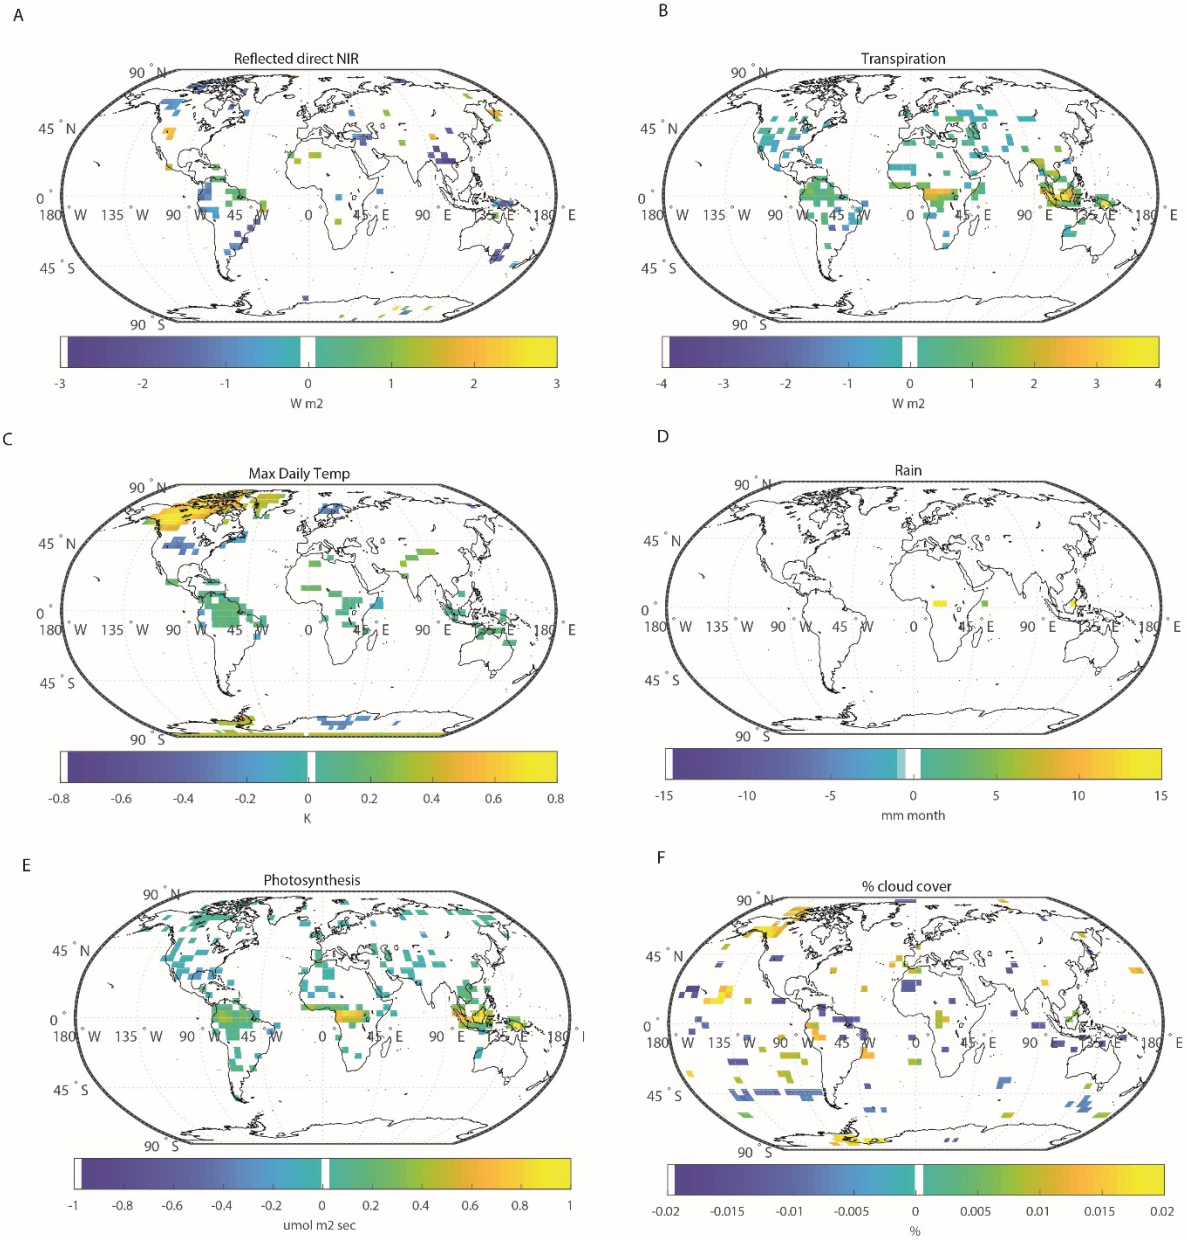 A
Reflected direct NIR
90 ° N
45 ° N
0 °
180 ° W 135 ° W 90 ° W 45 ° W 0 ° 45 ° E 90 ° E 135 ° E 180 ° E
45 ° S
90 ° S
-3 -2 -1 0 1 2 3
W m2
B
Transpiration
90 ° N
45 ° N
0 °
180 ° W 135 ° W 90 ° W 45 ° W 0 ° 45 ° E 90 ° E 135 ° E 180 ° E
45 ° S
90 ° S
-4 -3 -2 -1 0 1 2 3 4
W m2
C
Max Daily Temp
90 ° N
45 ° N
0 °
180 ° W 135 ° W 90 ° W 45 ° W 0 ° 45 ° E 90 ° E 135 ° E 180 ° E
45 ° S
90 ° S
-0.8 -0.6 -0.4 -0.2 0 0.2 0.4 0.6 0.8
K
D
Rain
90 ° N
45 ° N
0 °
180 ° W 135 ° W 90 ° W 45 ° W 0 ° 45 ° E 90 ° E 135 ° E 180 ° E
45 ° S
90 ° S
-15 -10 -5 0 5 10 15
mm month
E
Photosynthesis
90 ° N
45 ° N
0 °
180 ° W 135 ° W 90 ° W 45 ° W 0 ° 45 ° E 90 ° E 135 ° E 180 °
45 ° S
90 ° S
-1 -0.8 -0.6 -0.4 -0.2 0 0.2 0.4 0.6 0.8 1
umol m2 sec
F
% cloud cover
90 ° N
45 ° N
0 °
180 ° W 135 ° W 90 ° W 45 ° W 0 ° 45 ° E 90 ° E 135 ° E 180 ° E
45 ° S
90 ° S
-0.02 -0.015 -0.01 -0.005 0 0.005 0.01 0.015 0.02
%